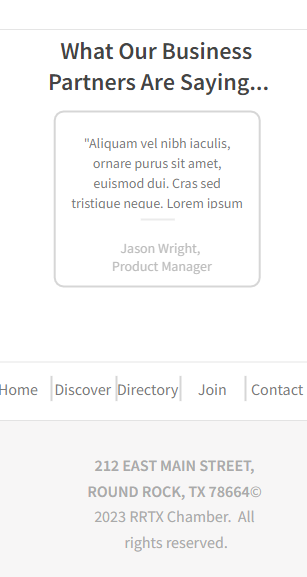 What Our Business
Partners Are Saying...
"Aliquam vel nibh iaculis,
ornare purus sit amet,
euismod dui. Cras sed
tristique neque. Lorem ipsum
Jason Wright,
Product Manager
Home Discover Directory Join Contact
212 EAST MAIN STREET,
ROUND ROCK, TX 78664©
2023 RRTX Chamber. All
rights reserved.